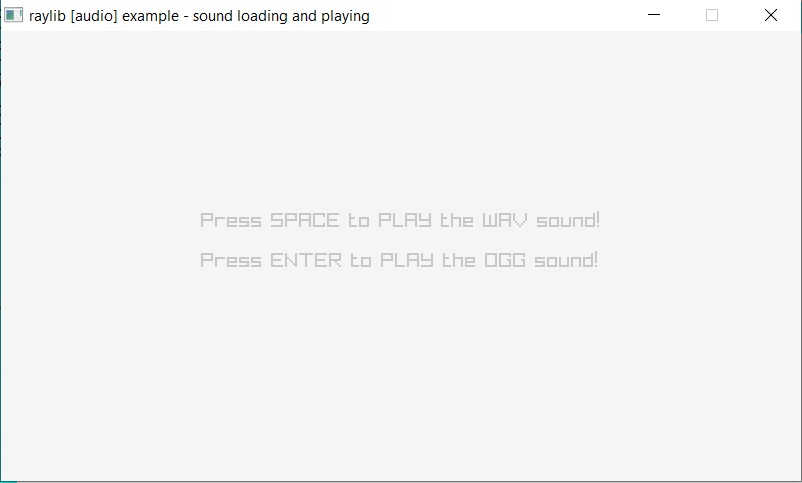 raylib [audio] example - sound loading and playing
Press SPACE to PLAY the WAV sound!
Press ENTER to PLAY the OGG sound!